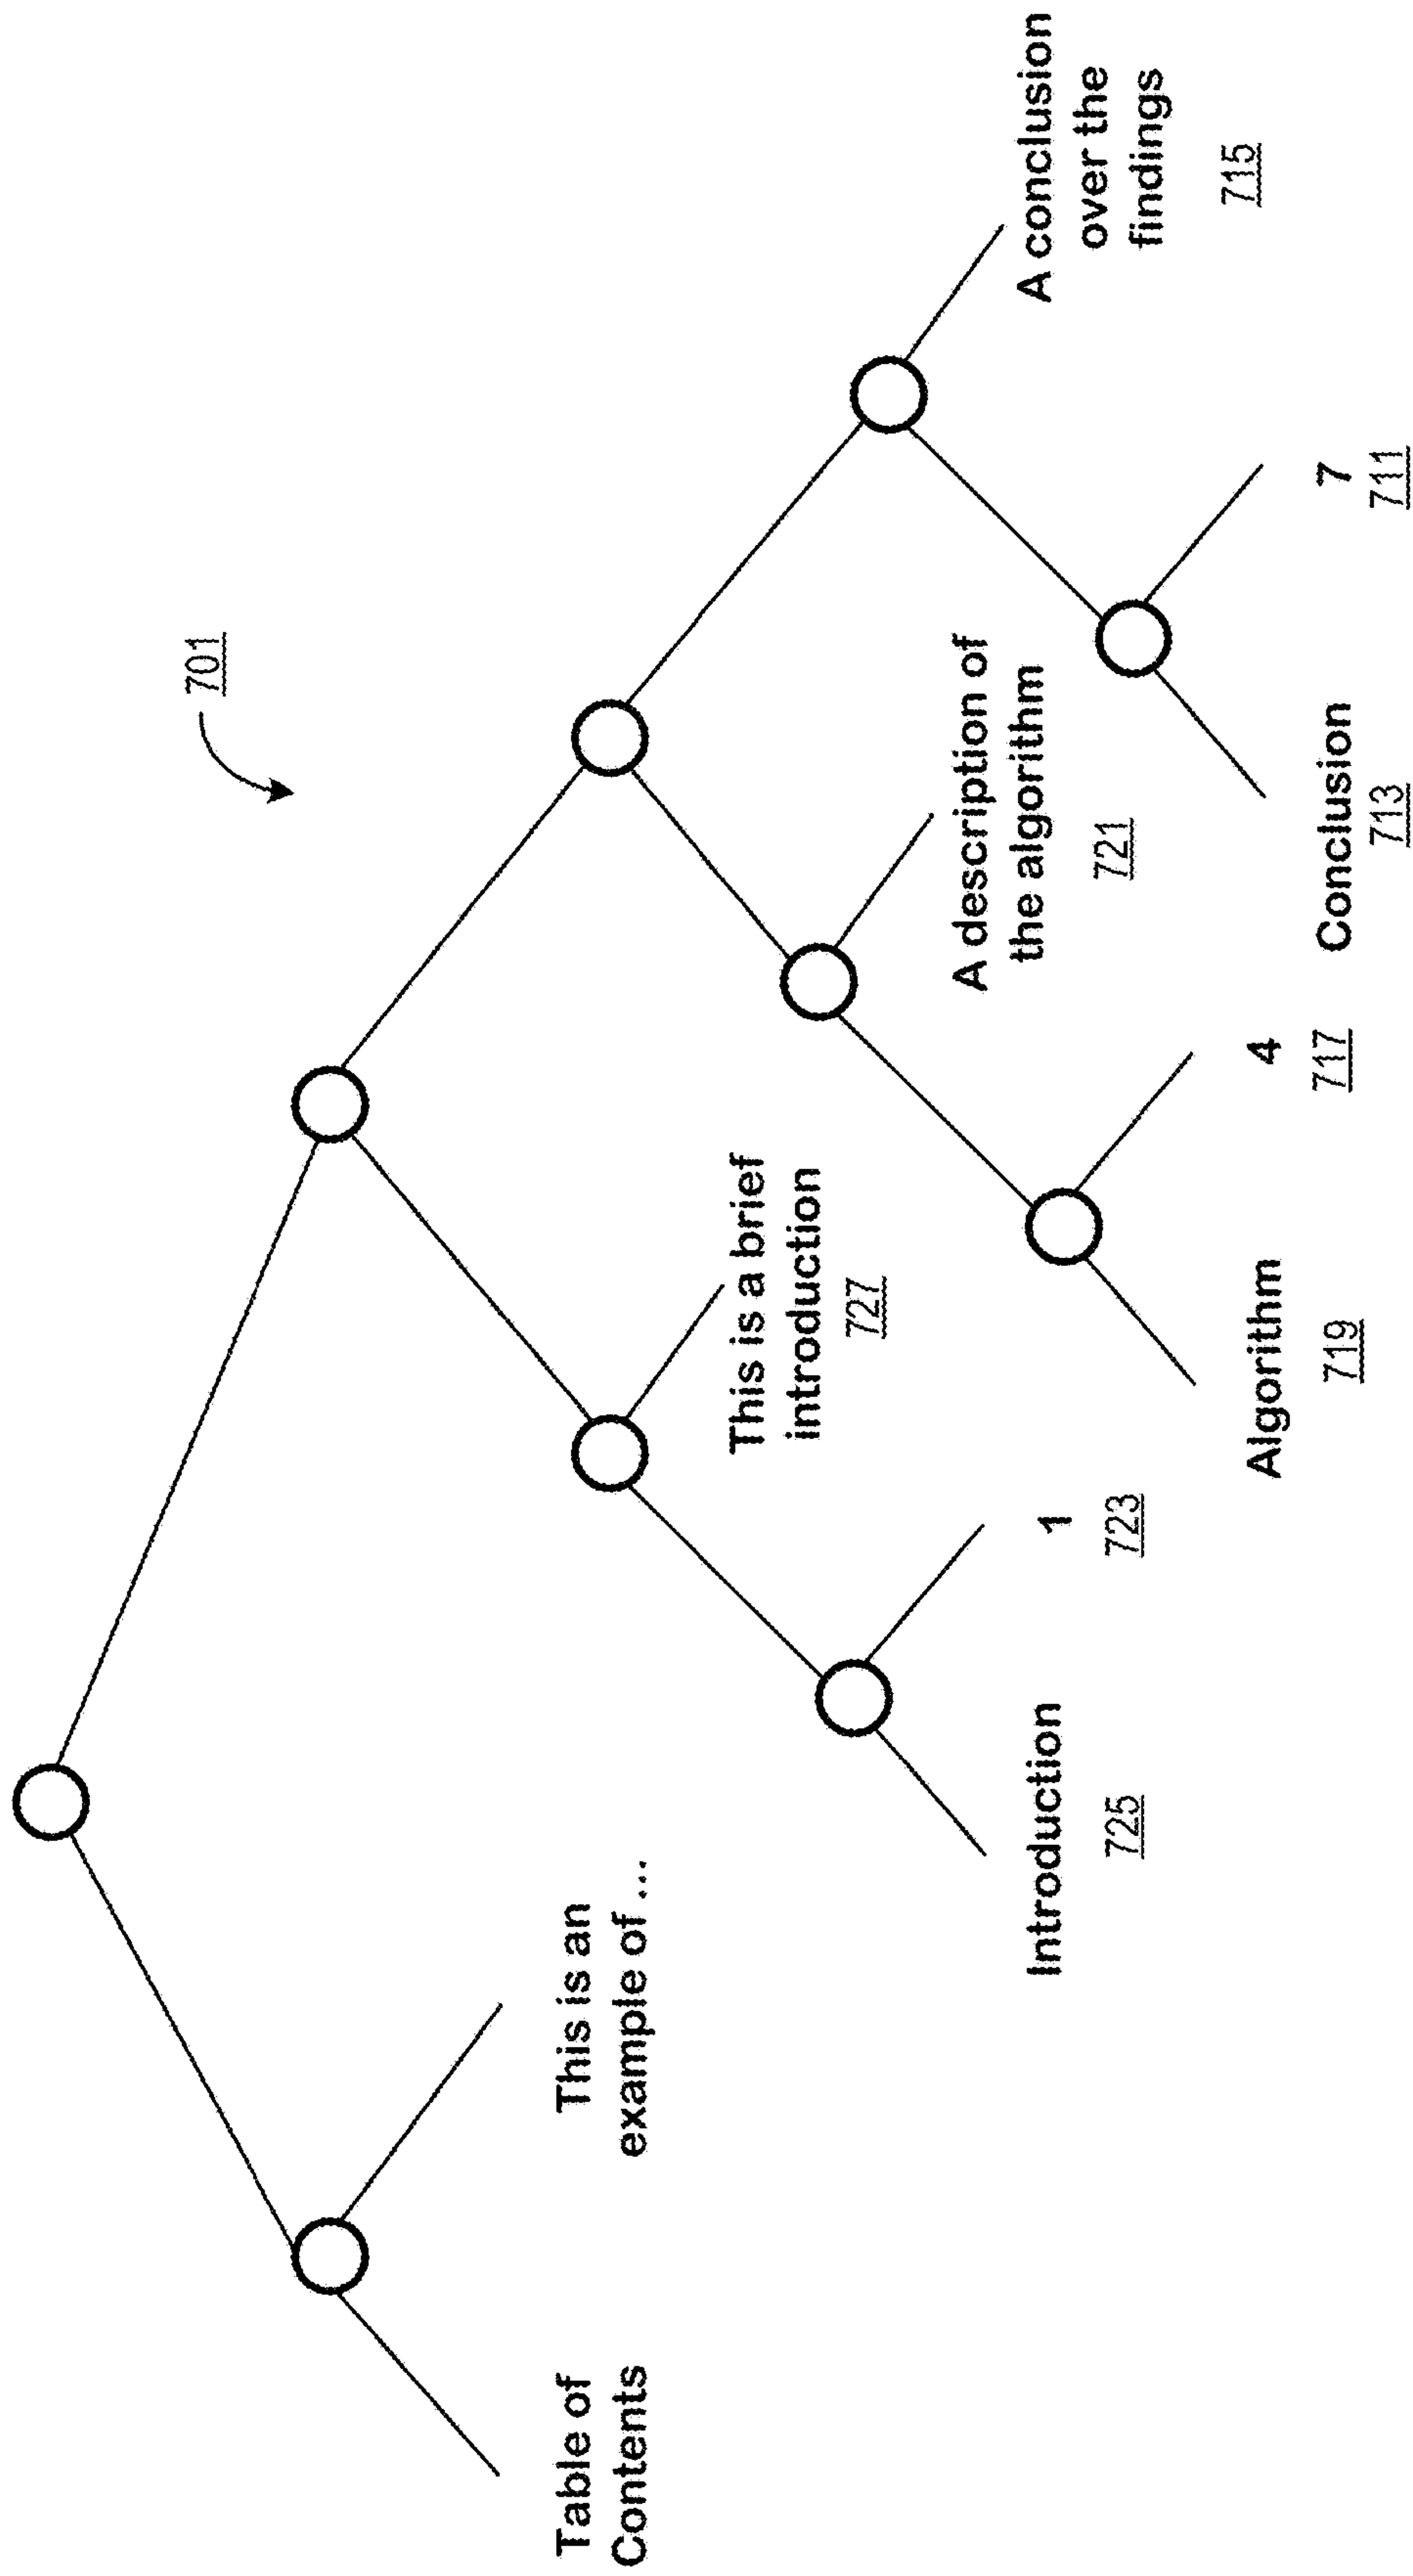 701
Table of
Contents
This is an
example of ...
Introduction
725
1
723
This is a brief
introduction
727
Algorithm
719
4
717
A description of
the algorithm
721
Conclusion
713
7
711
A conclusion
over the
findings
715